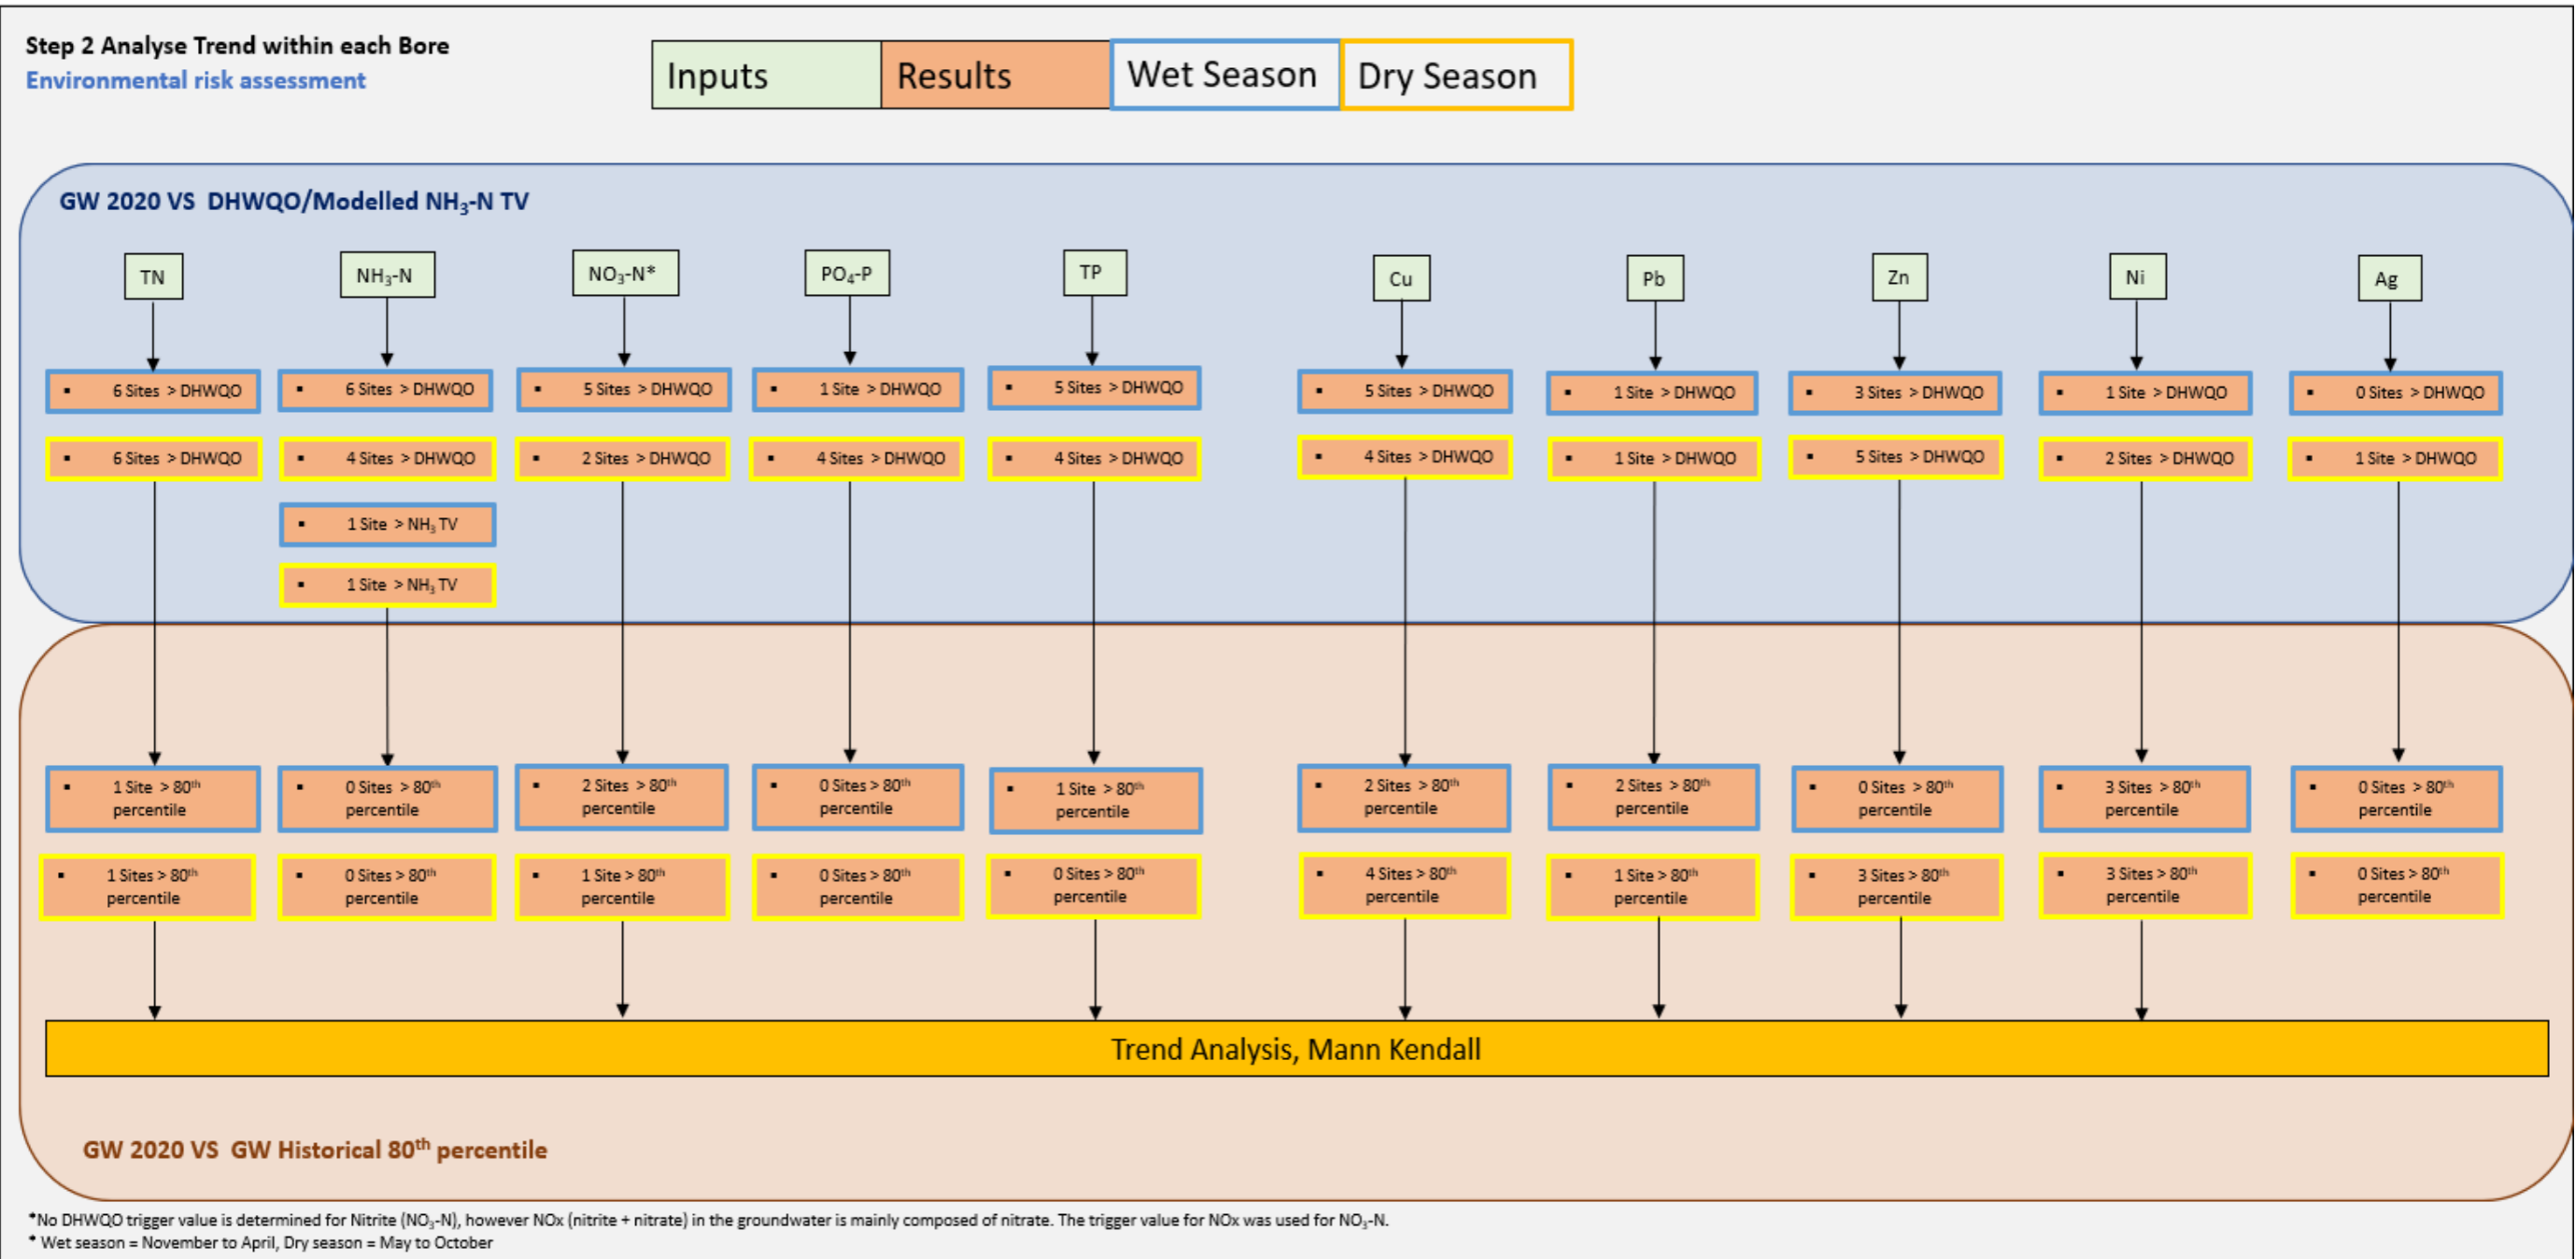 Step 2 Analyse Trend within each Bore
Environmental risk assessment
Inputs
Results
Wet Season
Dry Season
GW 2020 VS DHWQO/Modelled NH₃-N TV
TN
NH₃-N
NO₃-N*
PO₄-P
TP
Cu
Pb
Zn
Ni
Ag
▪ 6 Sites > DHWQO
▪ 6 Sites > DHWQO
▪ 5 Sites > DHWQO
▪ 1 Site > DHWQO
▪ 5 Sites > DHWQO
▪ 5 Sites > DHWQO
▪ 1 Site > DHWQO
▪ 3 Sites > DHWQO
▪ 1 Site > DHWQO
▪ 0 Sites > DHWQO
▪ 6 Sites > DHWQO
▪ 4 Sites > DHWQO
▪ 2 Sites > DHWQO
▪ 4 Sites > DHWQO
▪ 4 Sites > DHWQO
▪ 4 Sites > DHWQO
▪ 1 Site > DHWQO
▪ 5 Sites > DHWQO
▪ 2 Sites > DHWQO
▪ 1 Site > DHWQO
▪ 1 Site > NH₃ TV
▪ 1 Site > NH₃ TV
▪ 1 Site > 80th
percentile
▪ 0 Sites > 80th
percentile
▪ 2 Sites > 80th
percentile
▪ 0 Sites > 80th
percentile
▪ 1 Site > 80th
percentile
▪ 2 Sites > 80th
percentile
▪ 2 Sites > 80th
percentile
▪ 0 Sites > 80th
percentile
▪ 3 Sites > 80th
percentile
▪ 0 Sites > 80th
percentile
▪ 1 Sites > 80th
percentile
▪ 0 Sites > 80th
percentile
▪ 1 Site > 80th
percentile
▪ 0 Sites > 80th
percentile
▪ 0 Sites > 80th
percentile
▪ 4 Sites > 80th
percentile
▪ 1 Site > 80th
percentile
▪ 3 Sites > 80th
percentile
▪ 3 Sites > 80th
percentile
▪ 0 Sites > 80th
percentile
Trend Analysis, Mann Kendall
GW 2020 VS GW Historical 80th percentile
*No DHWQO trigger value is determined for Nitrite (NO₃-N), however NOx (nitrite + nitrate) in the groundwater is mainly composed of nitrate. The trigger value for NOx was used for NO₃-N.
* Wet season = November to April, Dry season = May to October